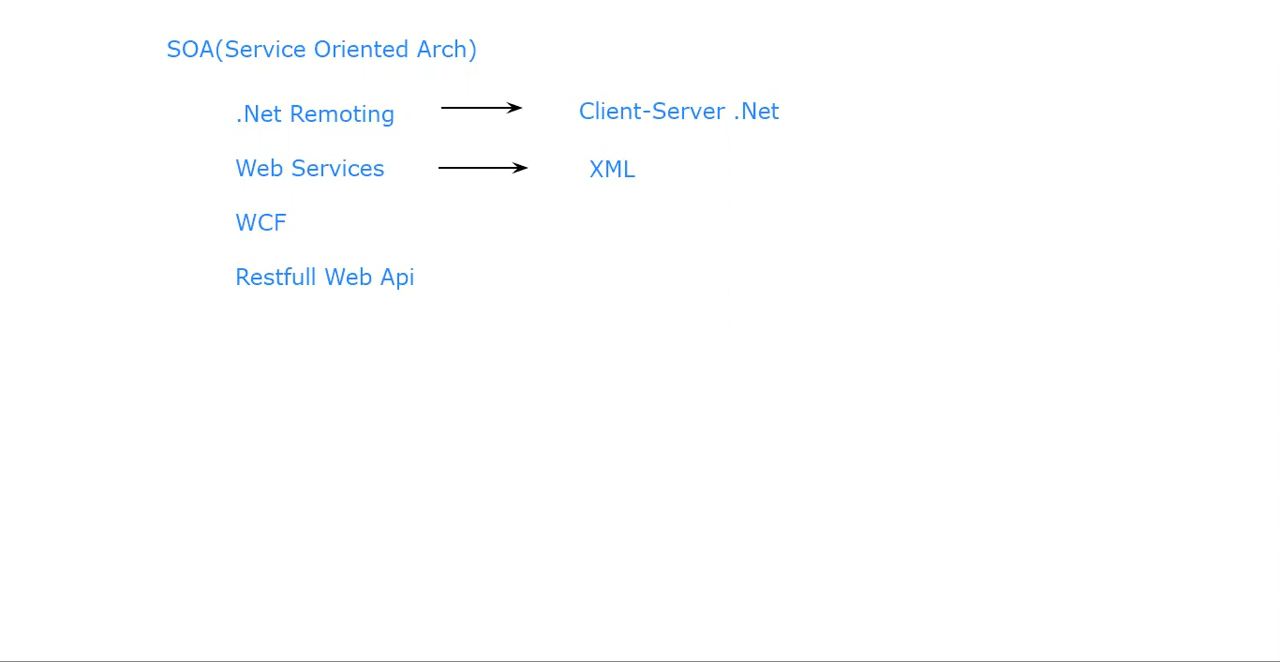 SOA(Service Oriented Arch)
.Net Remoting Client-Server .Net
Web Services XML
WCF
Restfull Web Api